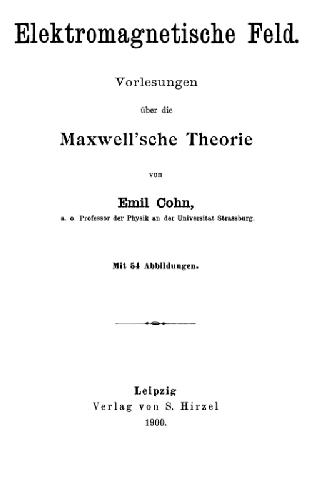 Elektromagnetische Feld.
Vorlesungen
über die
Maxwell'sche Theorie
von
Emil Cohn,
a. o Professor der Physik an der Universitat Strassburg.
Mit 54 Abbildungen.
Leipzig
Verlag von S. Hirzel
1900.